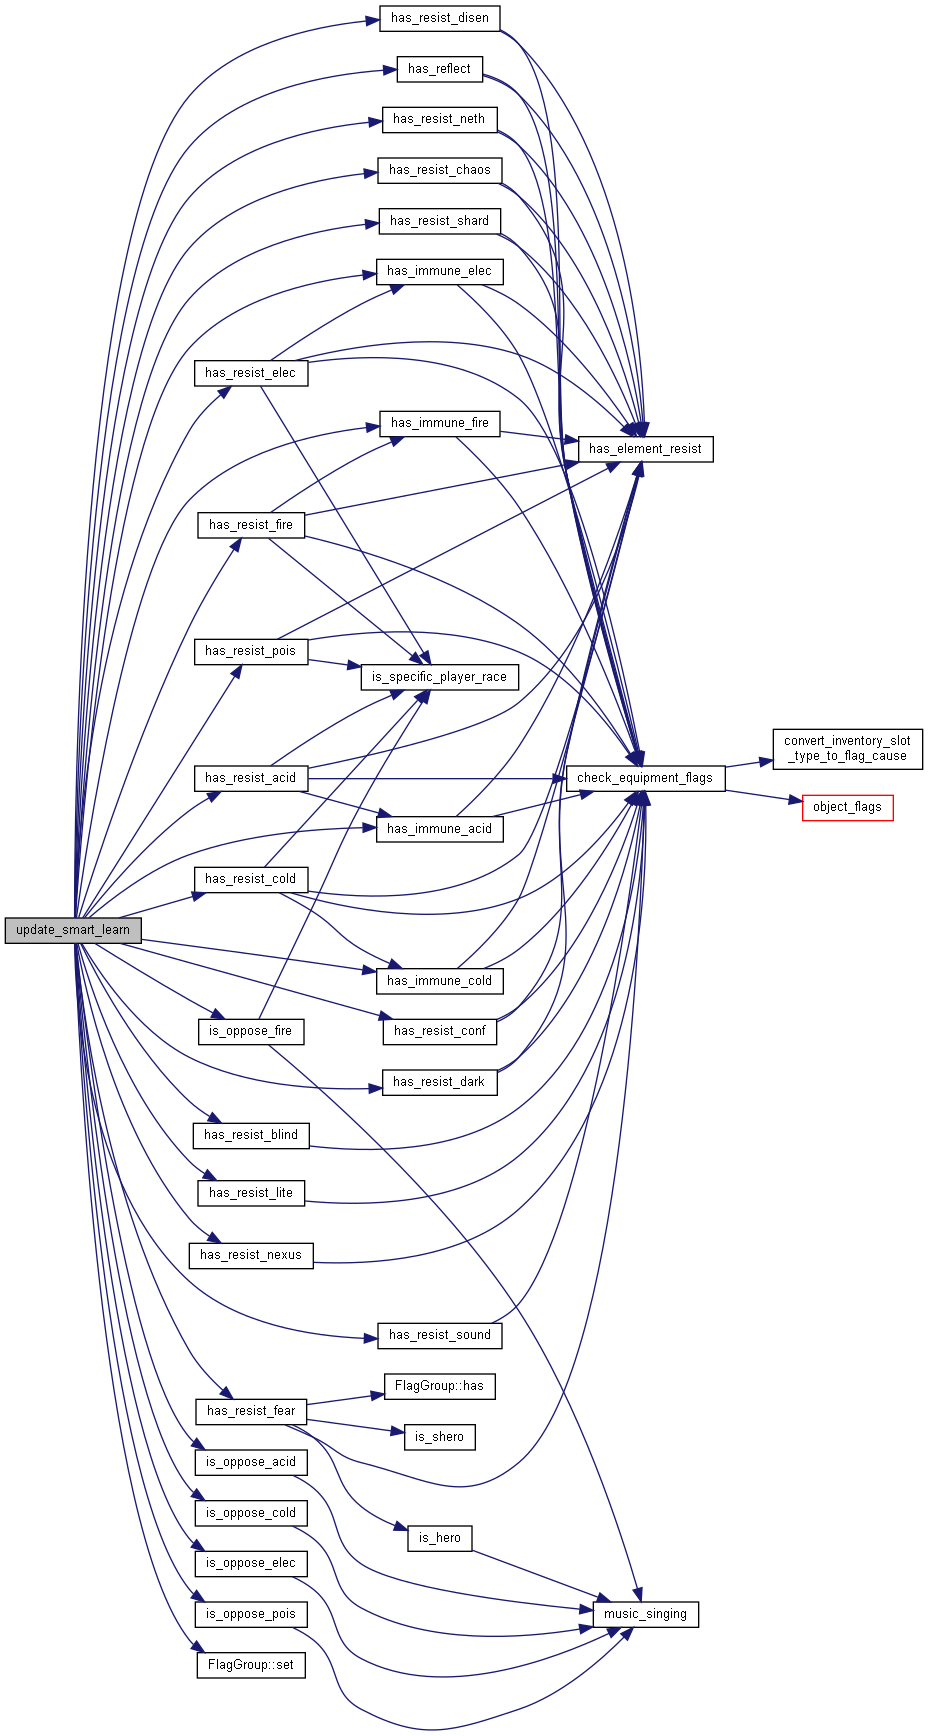 has_resist_disen
has_reflect
has_resist_neth
has_resist_chaos
has_resist_shard
has_immune_elec
has_resist_elec
has_immune_fire
has_element_resist
has_resist_fire
has_resist_pois
is_specific_player_race
convert_inventory_slot
_type_to_flag_cause
has_resist_acid
check_equipment_flags
object_flags
has_immune_acid
has_resist_cold
update_smart_learn
has_immune_cold
is_oppose_fire
has_resist_conf
has_resist_dark
has_resist_blind
has_resist_lite
has_resist_nexus
has_resist_sound
FlagGroup::has
has_resist_fear
is_shero
is_oppose_acid
is_oppose_cold
is_hero
is_oppose_elec
is_oppose_pois
music_singing
FlagGroup::set